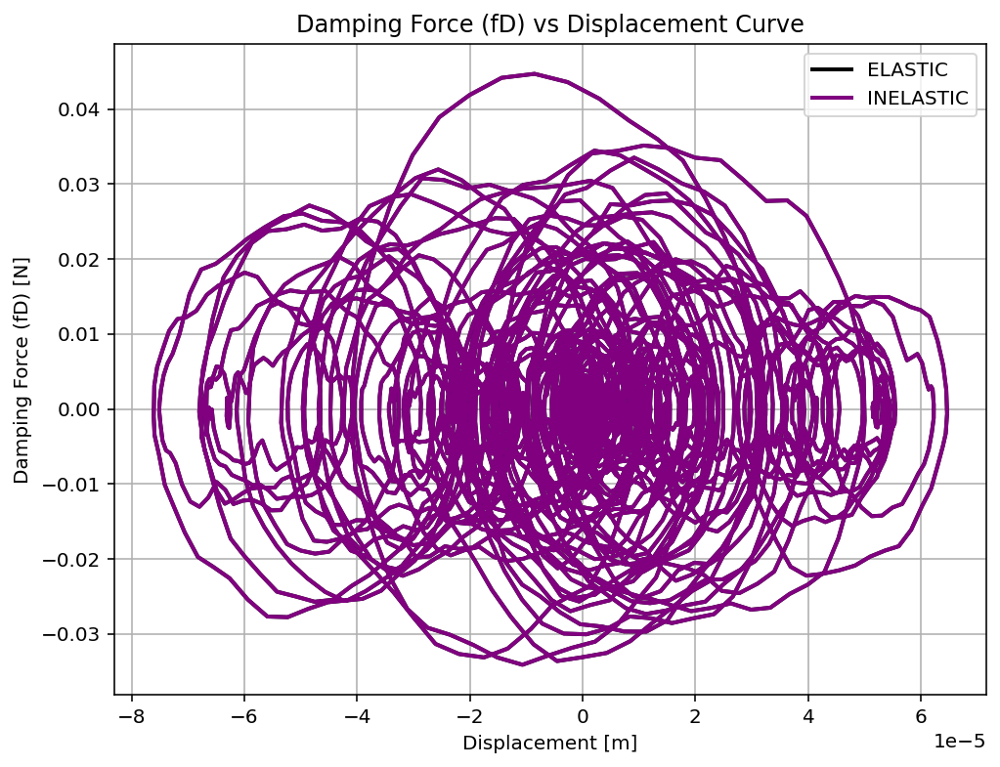 Damping Force (fD) vs Displacement Curve
ELASTIC
INELASTIC
Damping Force (fD) [N]
0.04
0.03
0.02
0.01
0.00
−0.01
−0.02
−0.03
−8 −6 −4 −2 0 2 4 6
1e−5
Displacement [m]